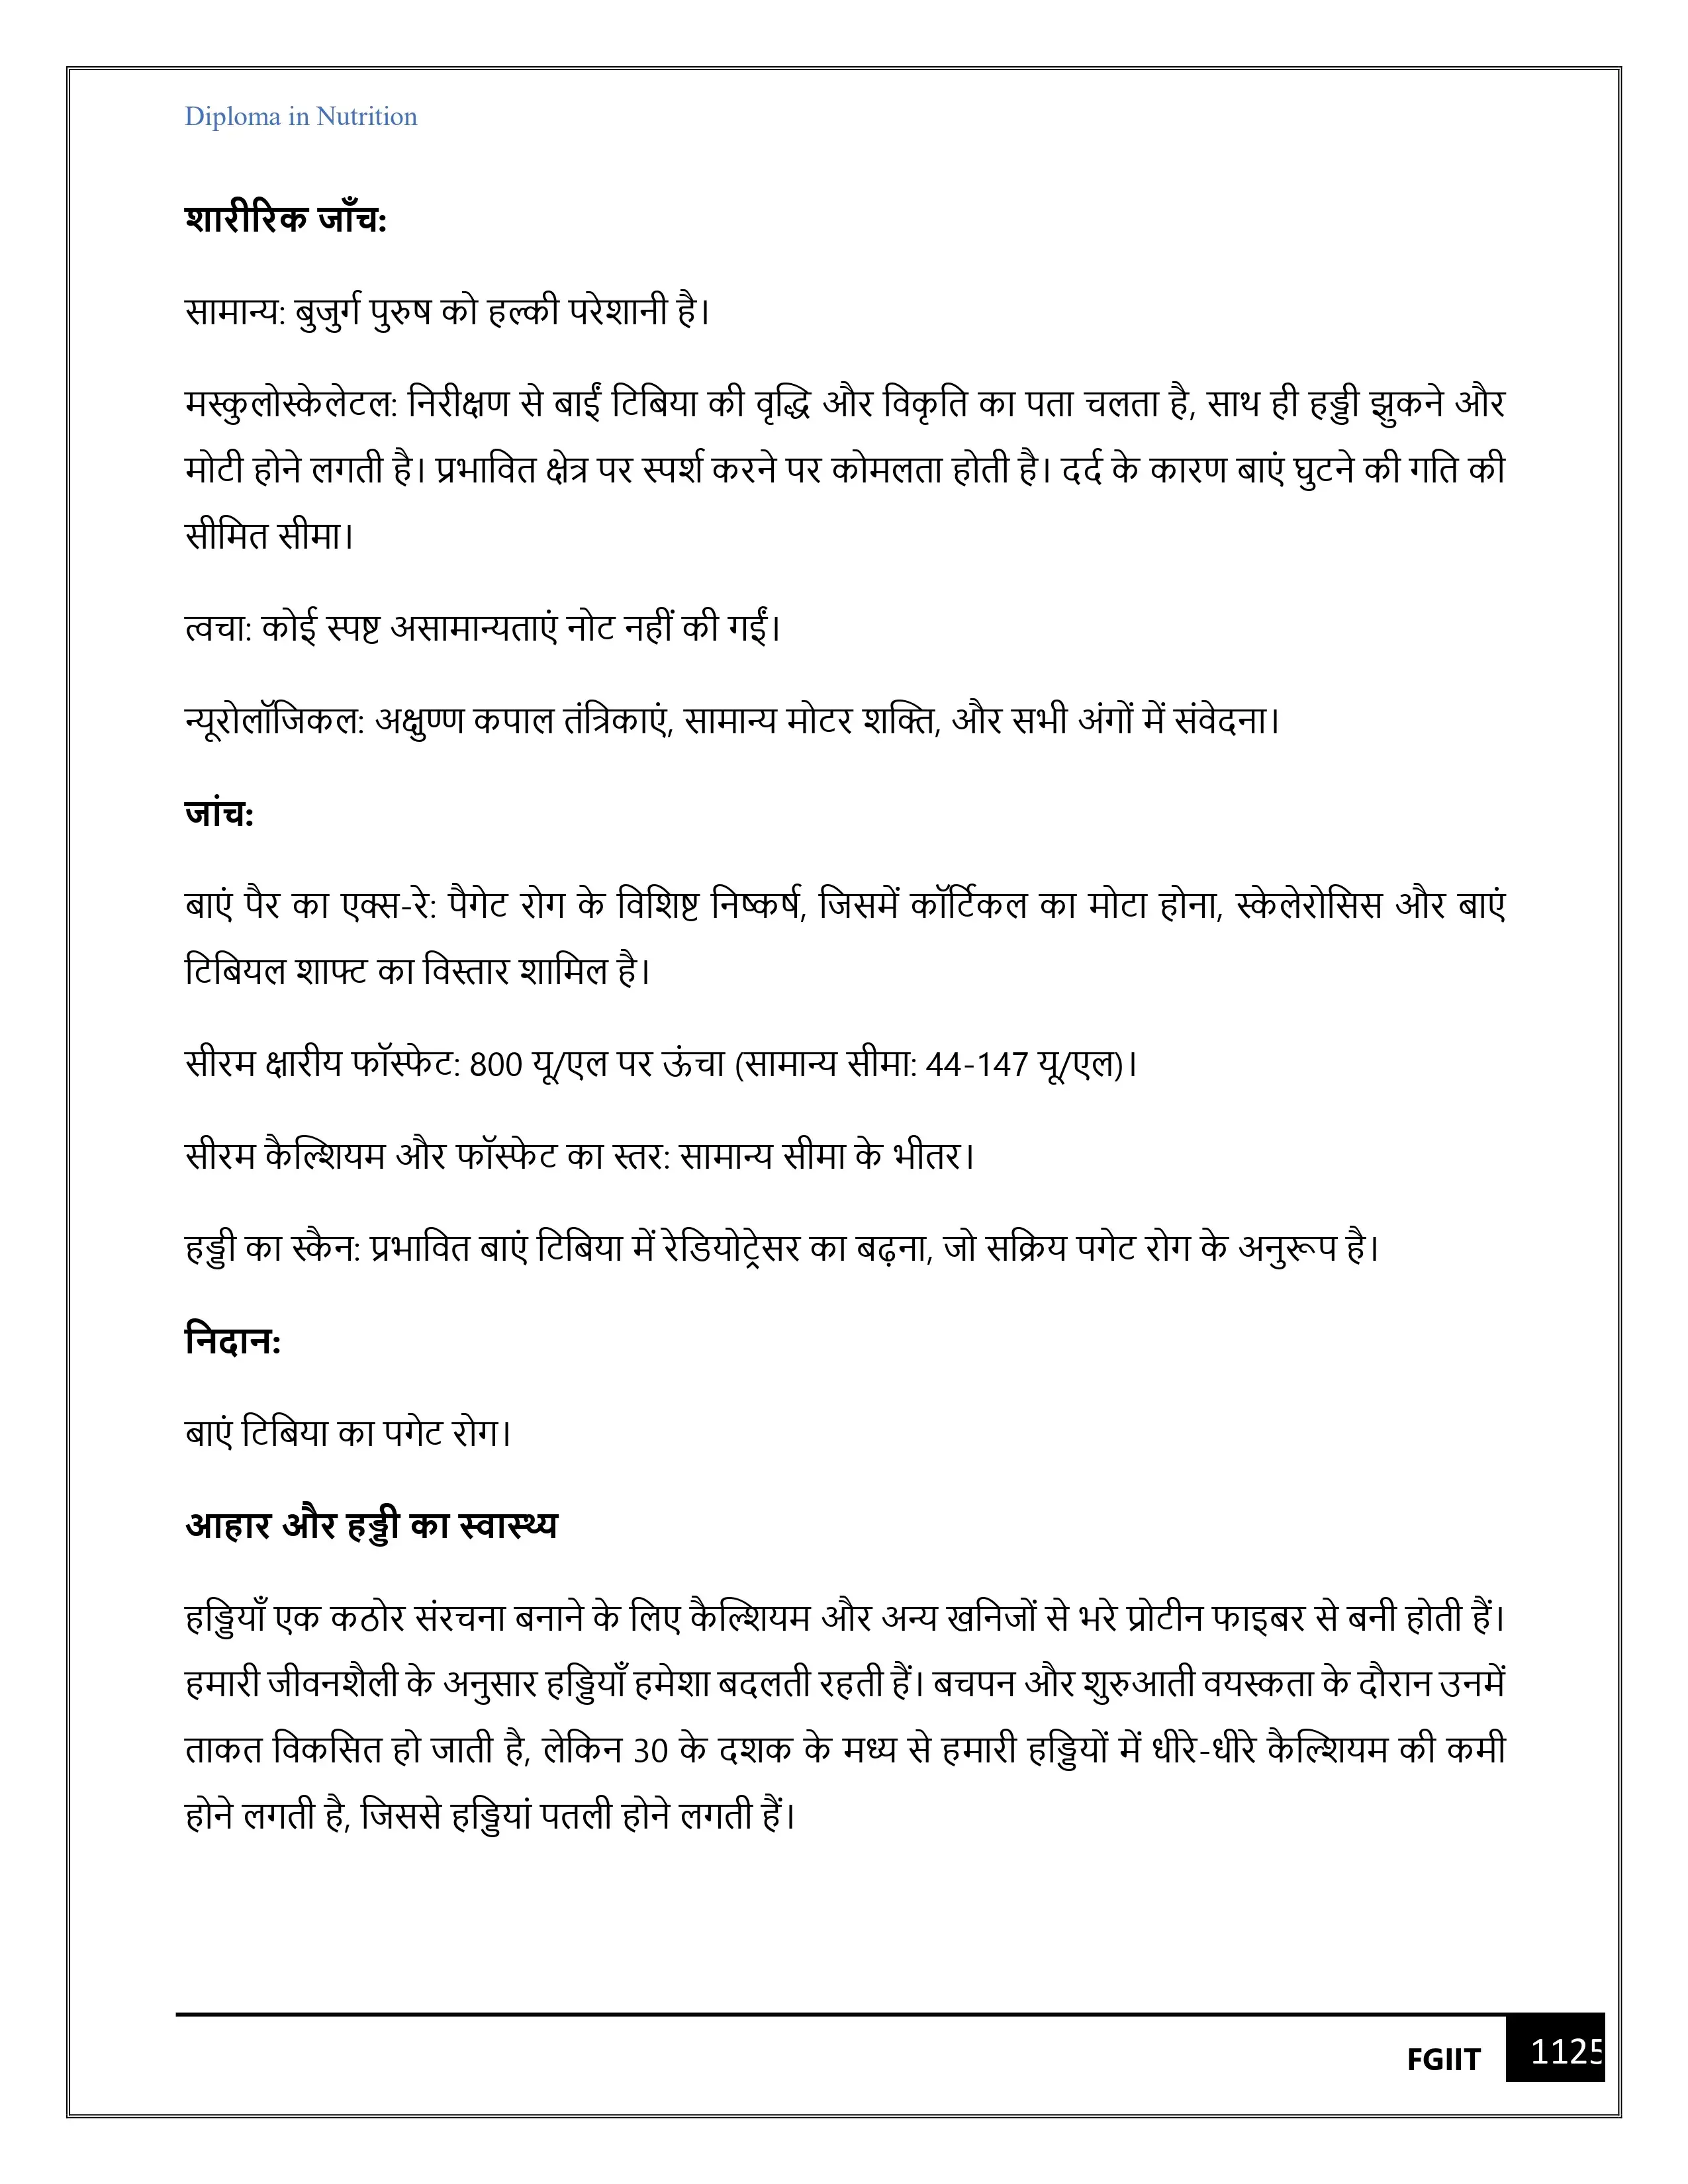 Diploma in Nutrition
शारीरिक जाँच:
सामान्य: बुजुर्ग पुरुष को हल्की परेशानी है।
मस्कुलोस्केलेटल: निरीक्षण से बाईं टिबिया की वृद्धि और विकृति का पता चलता है, साथ ही हड्डी झुकने और
मोटी होने लगती है। प्रभावित क्षेत्र पर स्पर्श करने पर कोमलता होती है। दर्द के कारण बाएं घुटने की गति की
सीमित सीमा।
त्वचा: कोई स्पष्ट असामान्यताएं नोट नहीं की गईं।
न्यूरोलॉजिकल: अक्षुण्ण कपाल तंत्रिकाएं, सामान्य मोटर शक्ति, और सभी अंगों में संवेदना।
जांच:
बाएं पैर का एक्स-रे: पैगेट रोग के विशिष्ट निष्कर्ष, जिसमें कॉर्टिकल का मोटा होना, स्केलेरोसिस और बाएं
टिबियल शाफ्ट का विस्तार शामिल है।
सीरम क्षारीय फॉस्फेट: 800 यू/एल पर ऊंचा (सामान्य सीमा: 44-147 यू/एल)।
सीरम कैल्शियम और फॉस्फेट का स्तर: सामान्य सीमा के भीतर।
हड्डी का स्कैन: प्रभावित बाएं टिबिया में रेडियोट्रेसर का बढ़ना, जो सक्रिय पगेट रोग के अनुरूप है।
निदान:
बाएं टिबिया का पगेट रोग।
आहार और हड्डी का स्वास्थ्य
हड्डियाँ एक कठोर संरचना बनाने के लिए कैल्शियम और अन्य खनिजों से भरे प्रोटीन फाइबर से बनी होती हैं।
हमारी जीवनशैली के अनुसार हड्डियाँ हमेशा बदलती रहती हैं। बचपन और शुरुआती वयस्कता के दौरान उनमें
ताकत विकसित हो जाती है, लेकिन 30 के दशक के मध्य से हमारी हड्डियों में धीरे-धीरे कैल्शियम की कमी
होने लगती है, जिससे हड्डियां पतली होने लगती हैं।
FGIIT 1125